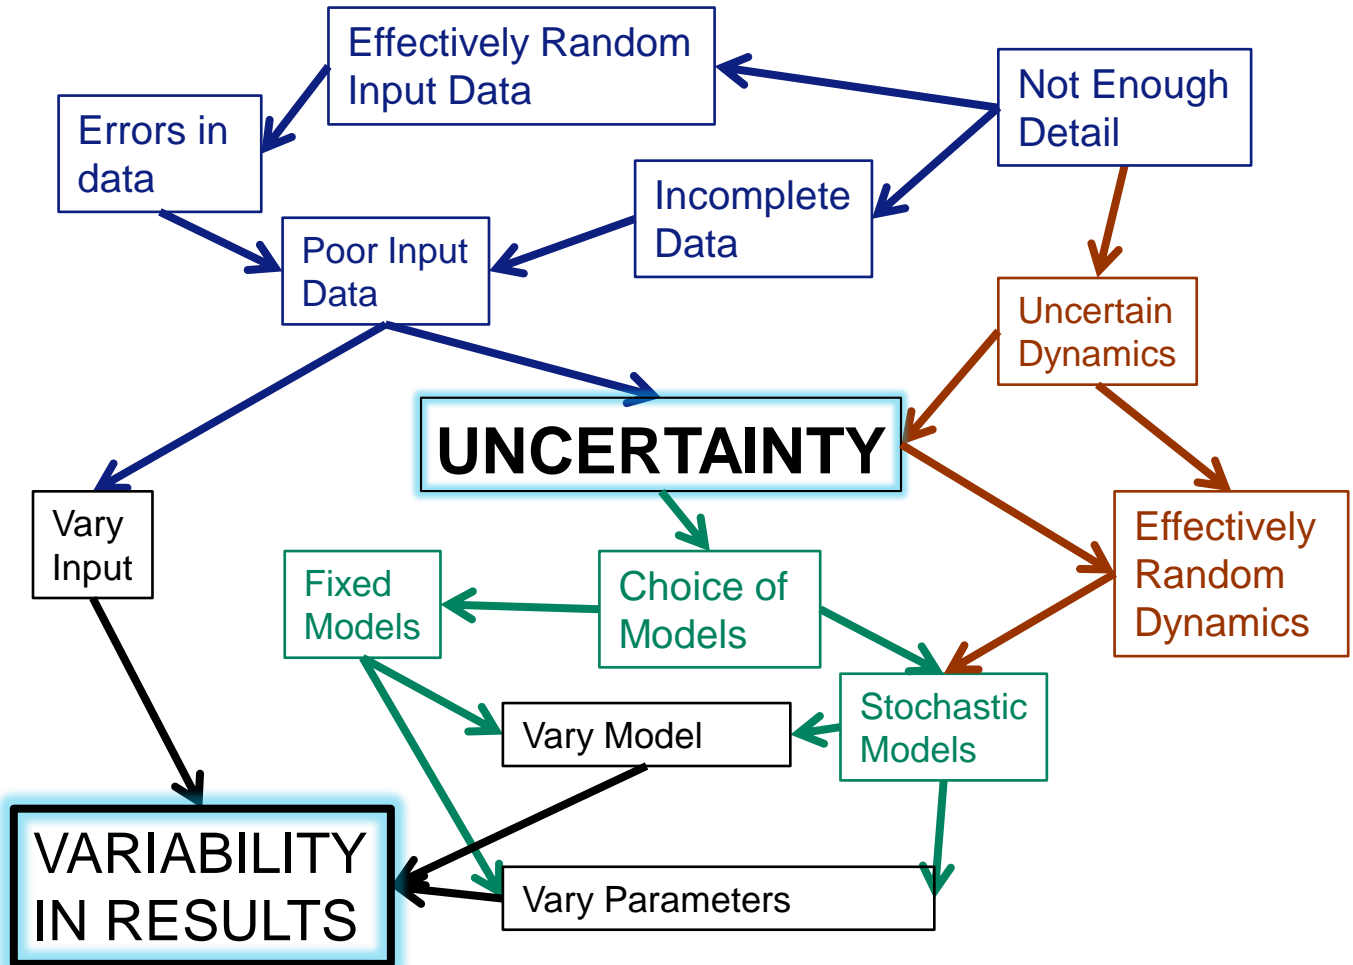 Effectively Random
Input Data
Not Enough
Detail
Errors in
data
Incomplete
Data
Poor Input
Data
Uncertain
Dynamics
UNCERTAINTY
Vary
Input
Effectively
Random
Dynamics
Fixed
Models
Choice of
Models
Stochastic
Models
Vary Model
VARIABILITY
IN RESULTS
Vary Parameters